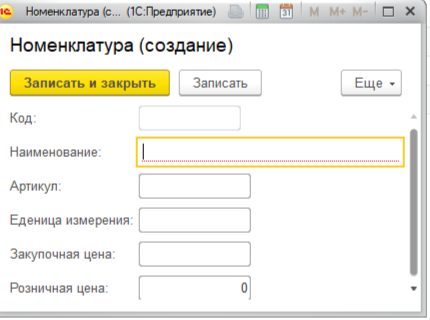 Номенклатура (с... (1С:Предприятие) 31 M M+ M-
Номенклатура (создание)
Записать и закрыть Записать Еще
Код:
Наименование:
Артикул:
Еденица измерения:
Закупочная цена:
Розничная цена: 0